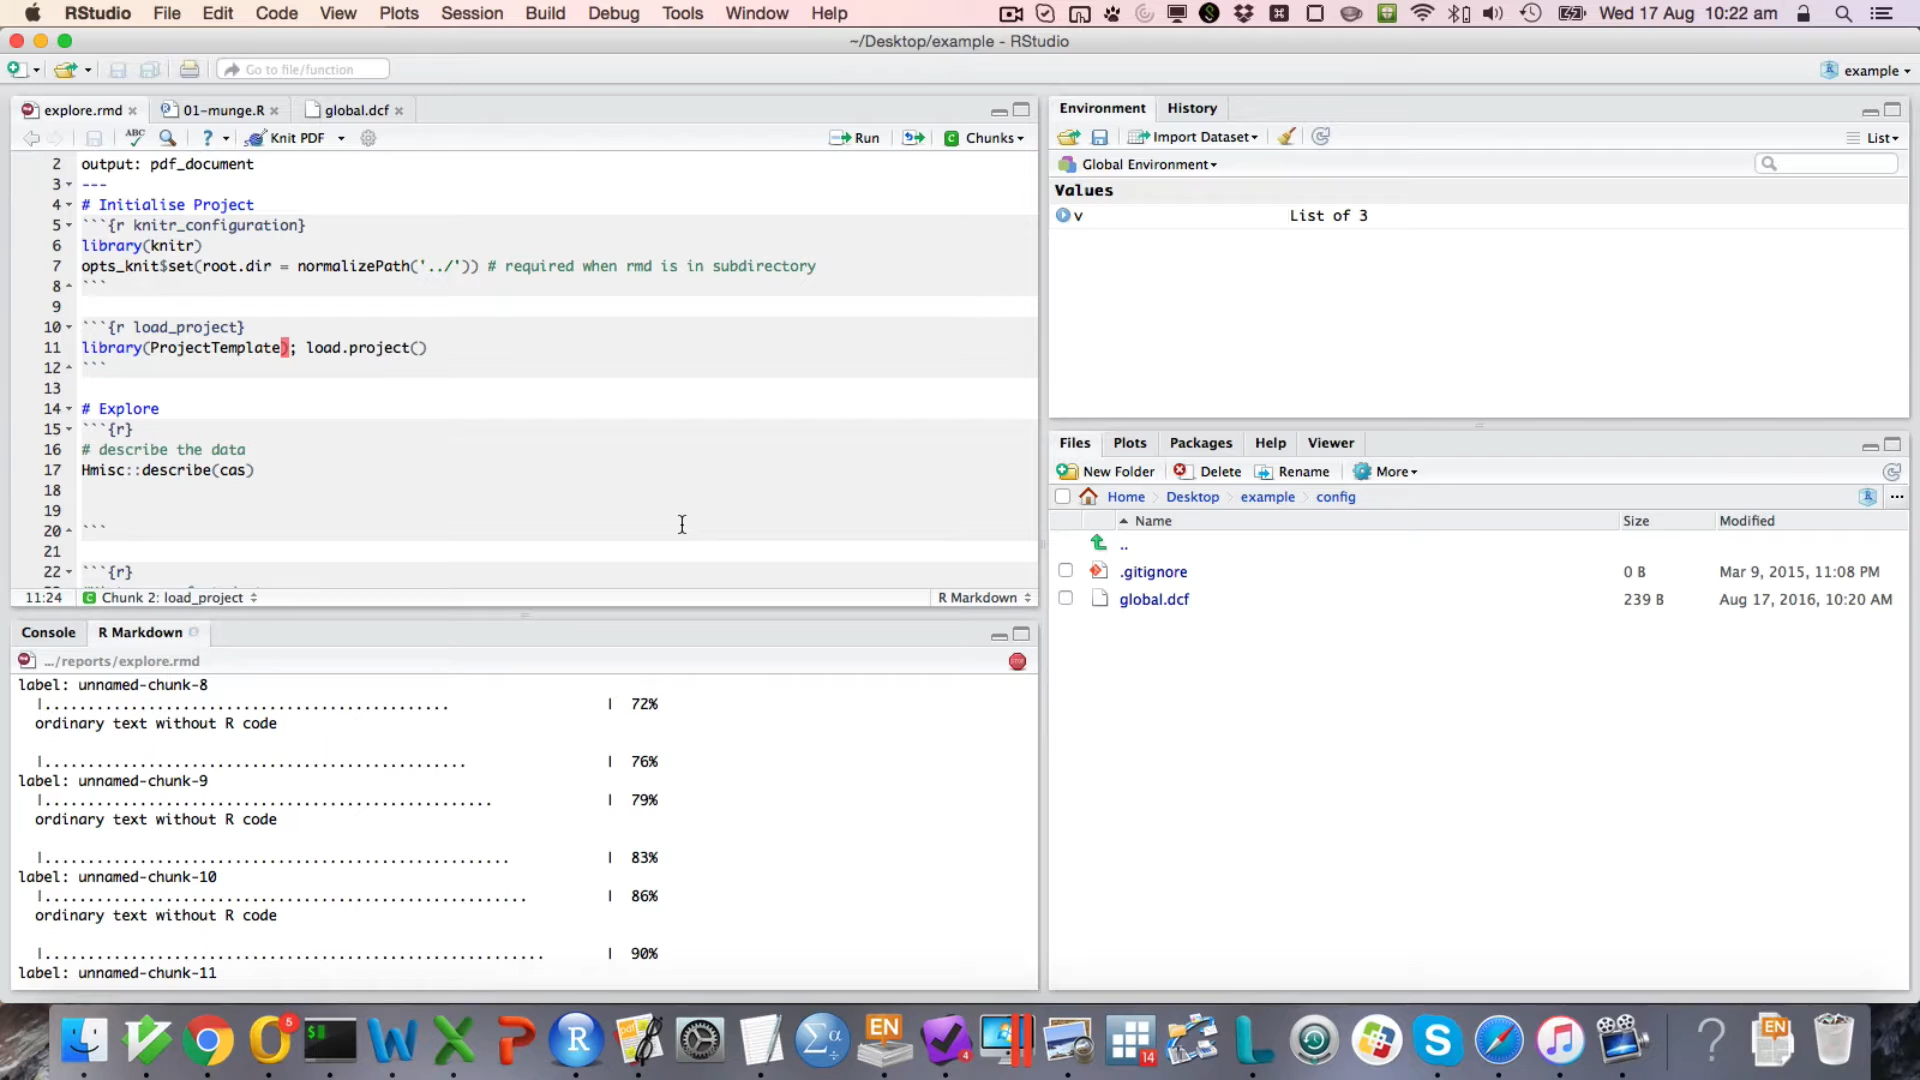 RStudio File Edit Code View Plots Session Build Debug Tools Window Help Wed 17 Aug 10:22 am
~/Desktop/example - RStudio
Go to file/function
example
explore.rmd 01-munge.R global.dcf
ABC ? Knit PDF Run Chunks
2 output: pdf_document
3 ---
4 # Initialise Project
5 ```{r knitr_configuration}
6 library(knitr)
7 opts_knit$set(root.dir = normalizePath('../')) # required when rmd is in subdirectory
8 ```
9
10 ```{r load_project}
11 library(ProjectTemplate); load.project()
12 ```
13
14 # Explore
15 ```{r}
16 # describe the data
17 Hmisc::describe(cas)
18
19
20 ```
21
22 ```{r}
11:24 Chunk 2: load_project R Markdown
Console R Markdown
.../reports/explore.rmd
label: unnamed-chunk-8
|............................................... | 72%
ordinary text without R code
|................................................. | 76%
label: unnamed-chunk-9
|.................................................... | 79%
ordinary text without R code
|...................................................... | 83%
label: unnamed-chunk-10
|........................................................ | 86%
ordinary text without R code
|.......................................................... | 90%
label: unnamed-chunk-11
Environment History
Import Dataset List
Global Environment
Values
v List of 3
Files Plots Packages Help Viewer
New Folder Delete Rename More
Home Desktop example config
Name Size Modified
..
.gitignore 0 B Mar 9, 2015, 11:08 PM
global.dcf 239 B Aug 17, 2016, 10:20 AM
5 EN 4 14 EN